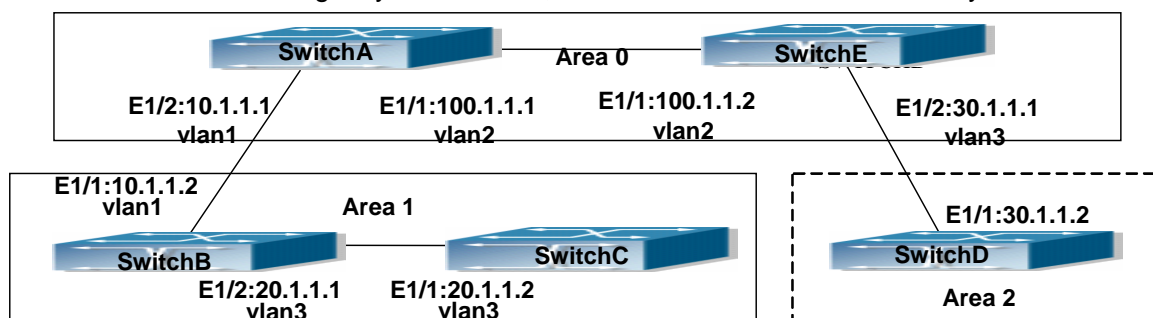 SwitchA
Area 0
SwitchE
E1/2:10.1.1.1
vlan1
E1/1:100.1.1.1
vlan2
E1/1:100.1.1.2
vlan2
E1/2:30.1.1.1
vlan3
E1/1:10.1.1.2
vlan1
Area 1
E1/1:30.1.1.2
SwitchB
SwitchC
SwitchD
E1/2:20.1.1.1
vlan3
E1/1:20.1.1.2
vlan3
Area 2